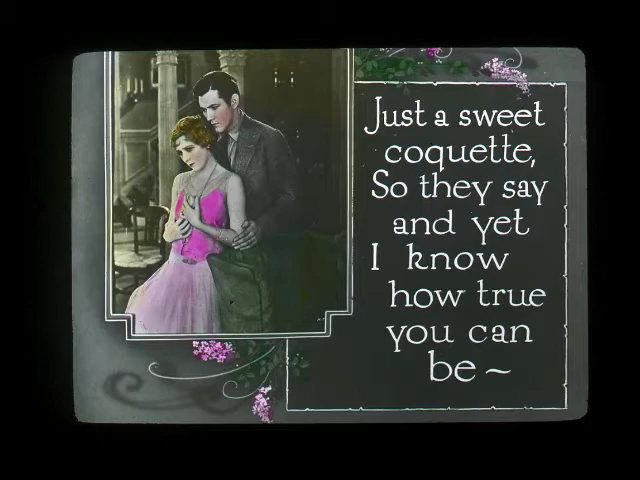 Just a sweet
coquette,
So they say
and yet
I know
how true
you can
be ~